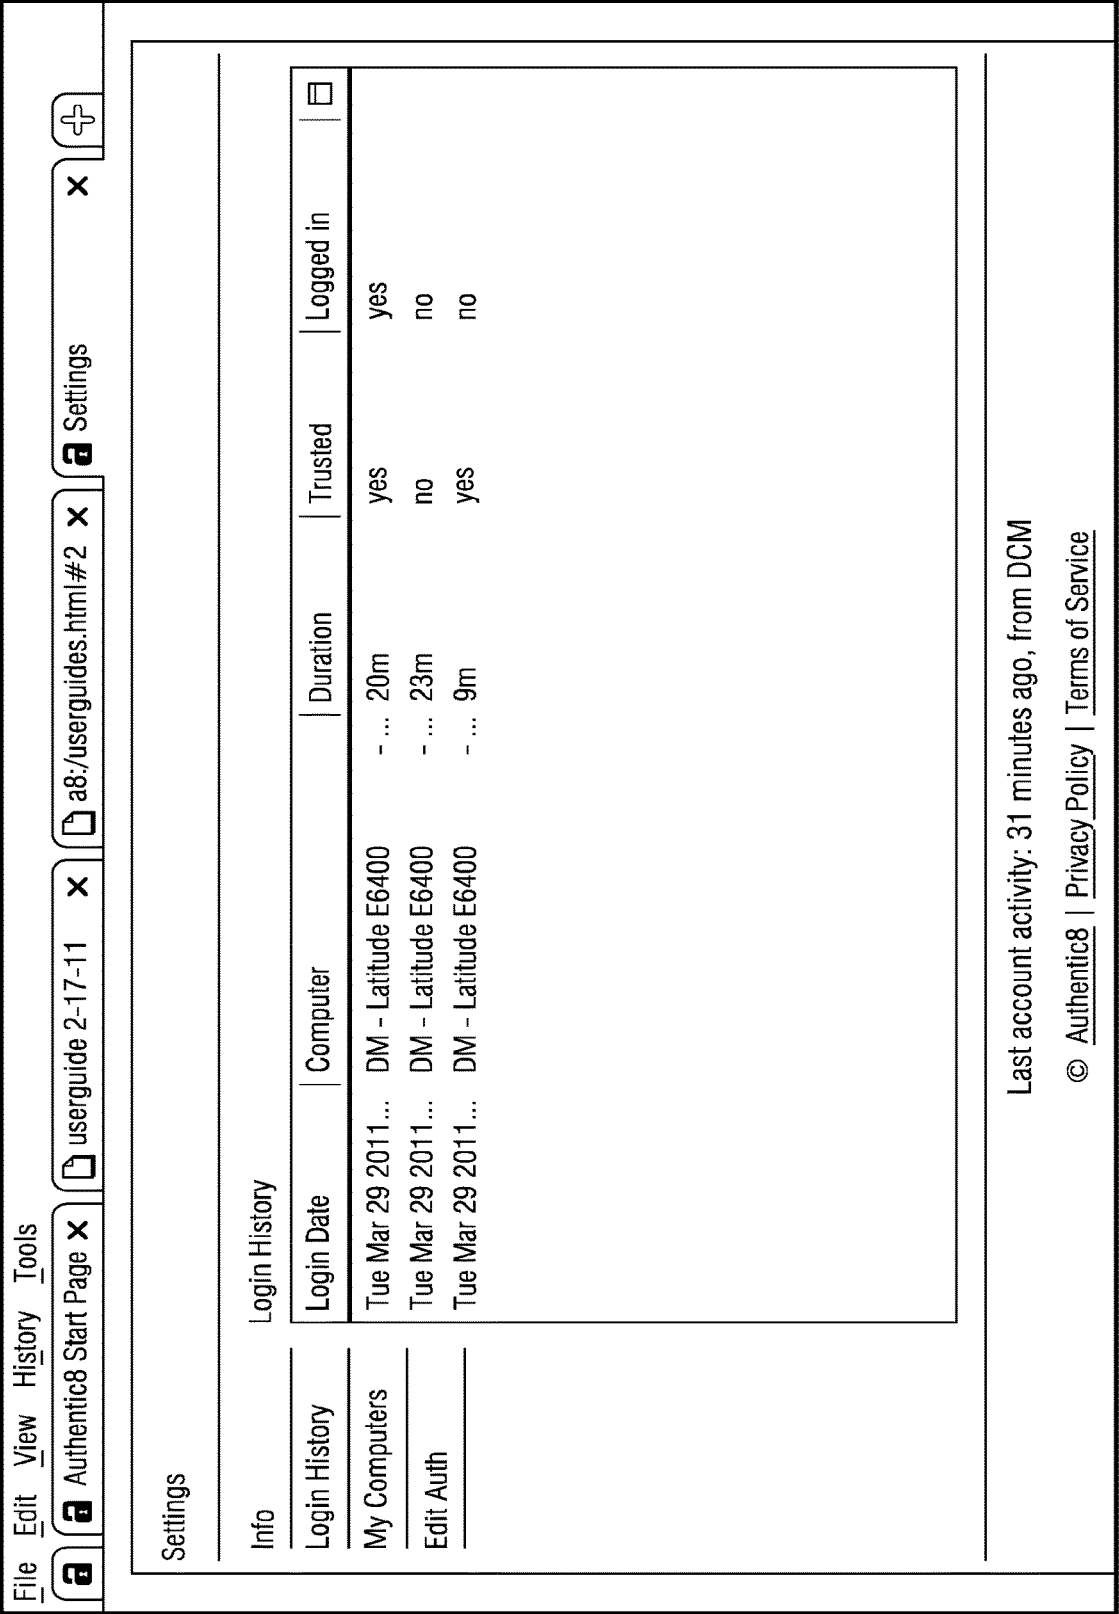 File Edit View History Tools
a a Authentic8 Start Page X userguide 2-17-11 X a8:/userguides.html#2 X a Settings X
Settings
Info
Login History
My Computers
Edit Auth
Login History
Login Date Computer Duration Trusted Logged in
Tue Mar 29 2011... DM - Latitude E6400 - ... 20m yes yes
Tue Mar 29 2011... DM - Latitude E6400 - ... 23m no no
Tue Mar 29 2011... DM - Latitude E6400 - ... 9m yes no
Last account activity: 31 minutes ago, from DCM
© Authentic8 | Privacy Policy | Terms of Service